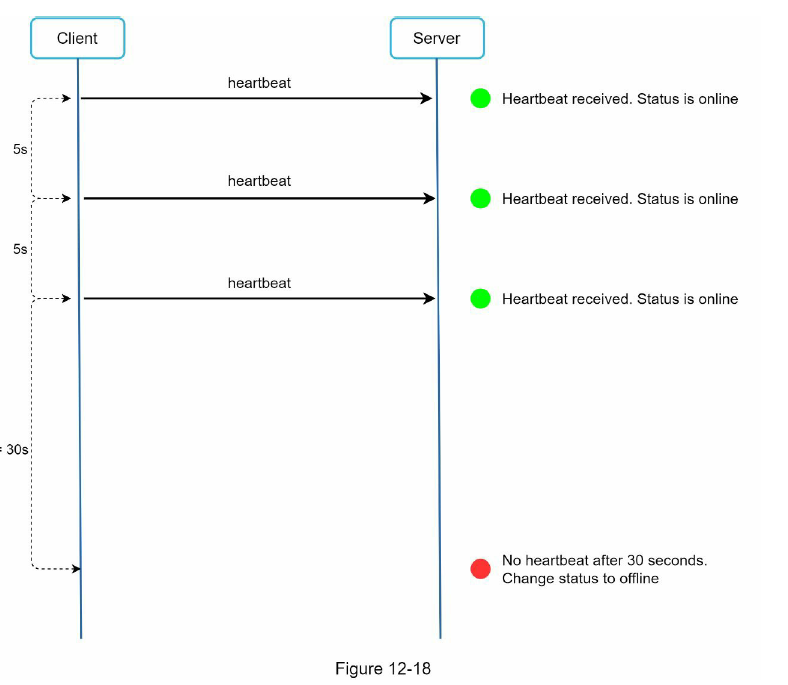 Client
Server
heartbeat
Heartbeat received. Status is online
5s
heartbeat
Heartbeat received. Status is online
5s
heartbeat
Heartbeat received. Status is online
= 30s
No heartbeat after 30 seconds.
Change status to offline
Figure 12-18